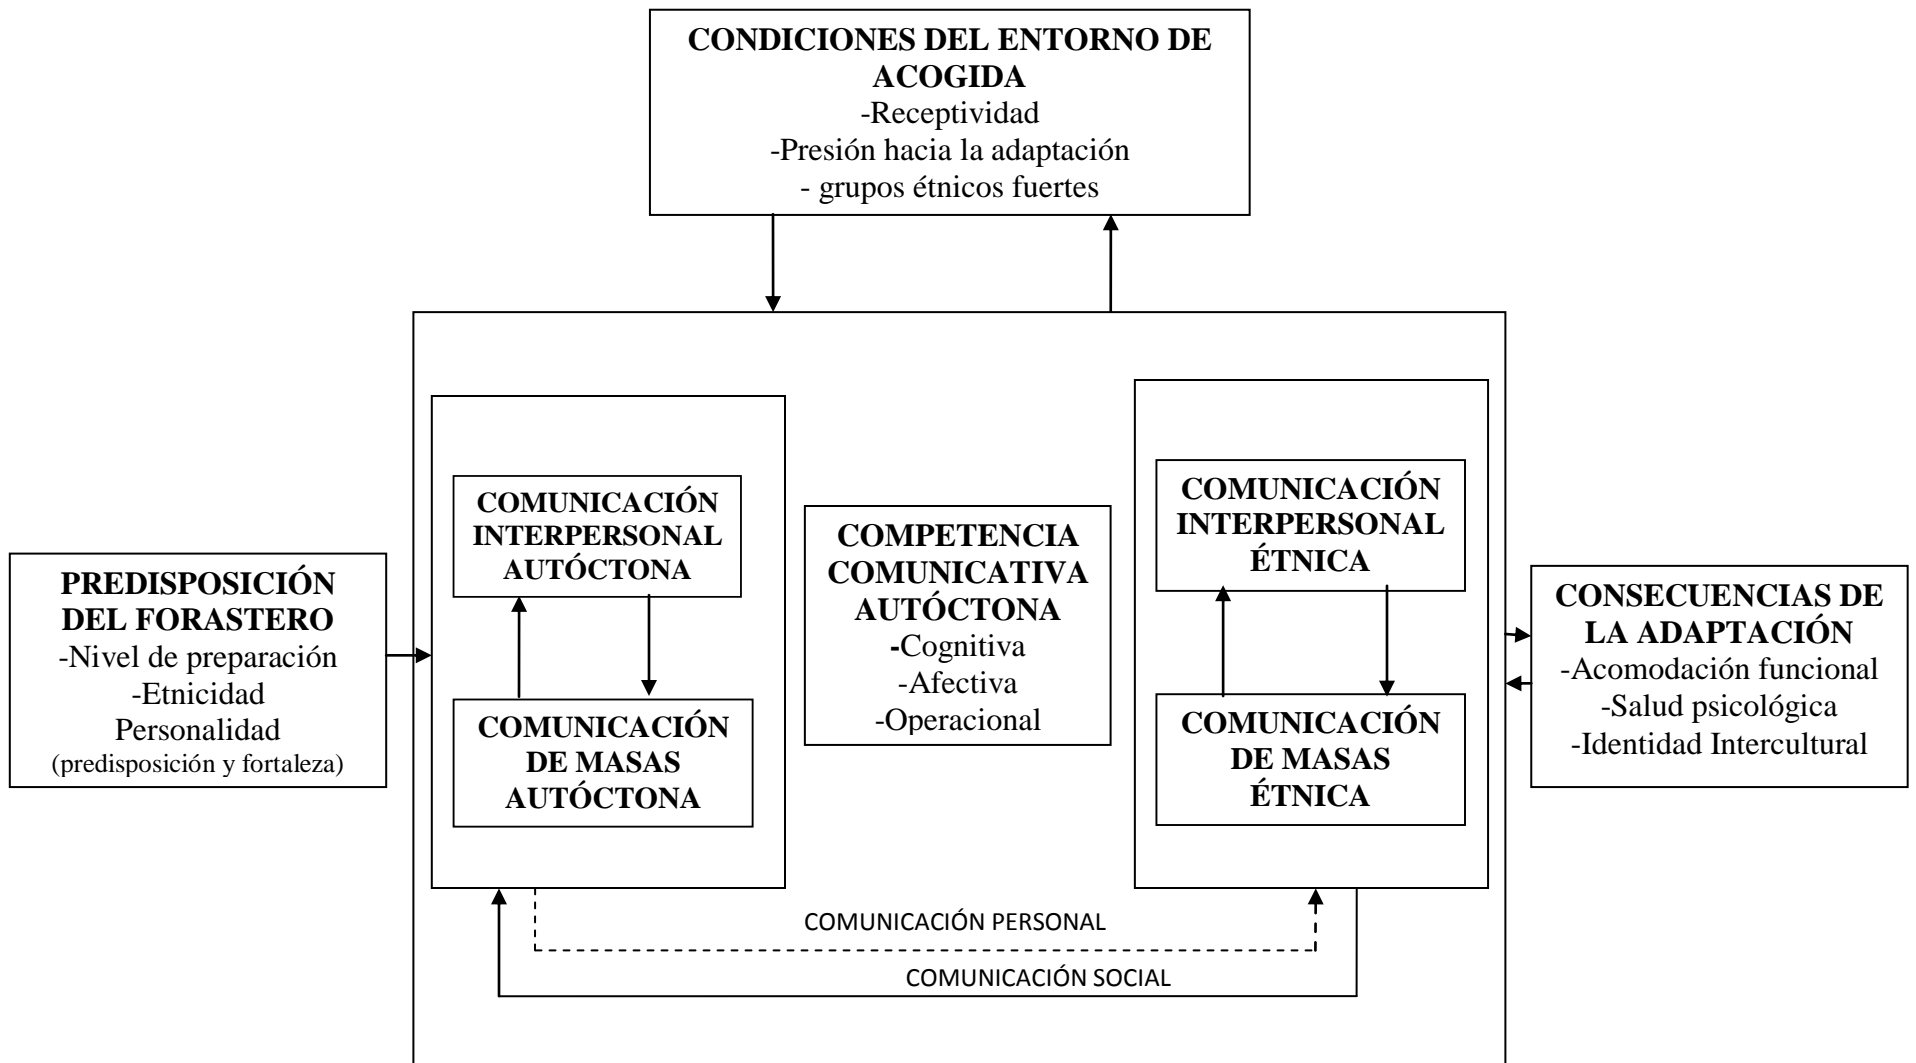 CONDICIONES DEL ENTORNO DE
ACOGIDA
-Receptividad
-Presión hacia la adaptación
- grupos étnicos fuertes
PREDISPOSICIÓN
DEL FORASTERO
-Nivel de preparación
-Etnicidad
Personalidad
(predisposición y fortaleza)
COMUNICACIÓN
INTERPERSONAL
AUTÓCTONA
COMUNICACIÓN
DE MASAS
AUTÓCTONA
COMPETENCIA
COMUNICATIVA
AUTÓCTONA
-Cognitiva
-Afectiva
-Operacional
COMUNICACIÓN
INTERPERSONAL
ÉTNICA
COMUNICACIÓN
DE MASAS
ÉTNICA
CONSECUENCIAS DE
LA ADAPTACIÓN
-Acomodación funcional
-Salud psicológica
-Identidad Intercultural
COMUNICACIÓN PERSONAL
COMUNICACIÓN SOCIAL